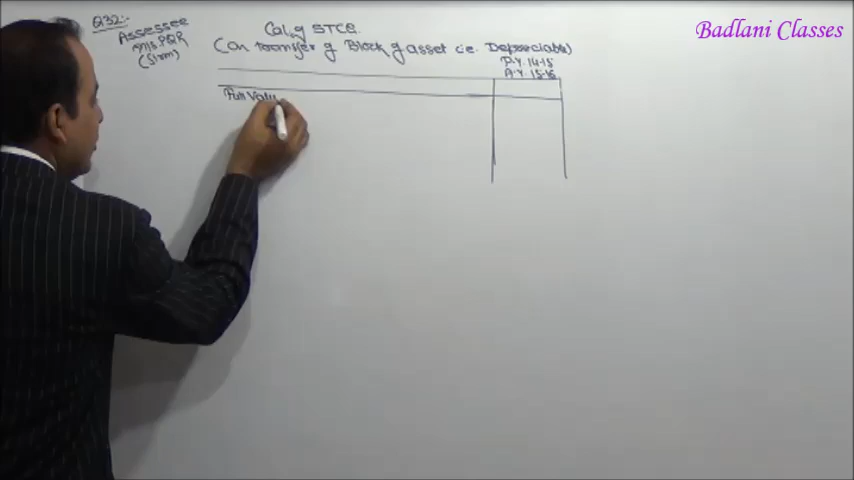 Q32:-
Assessee
M/s PQR
(Firm)
Cal. of STCG.
(On transfer of Block of asset i.e. Depreciable)
P.Y. 14-15
A.Y. 15-16
Full Valu
Badlani Classes